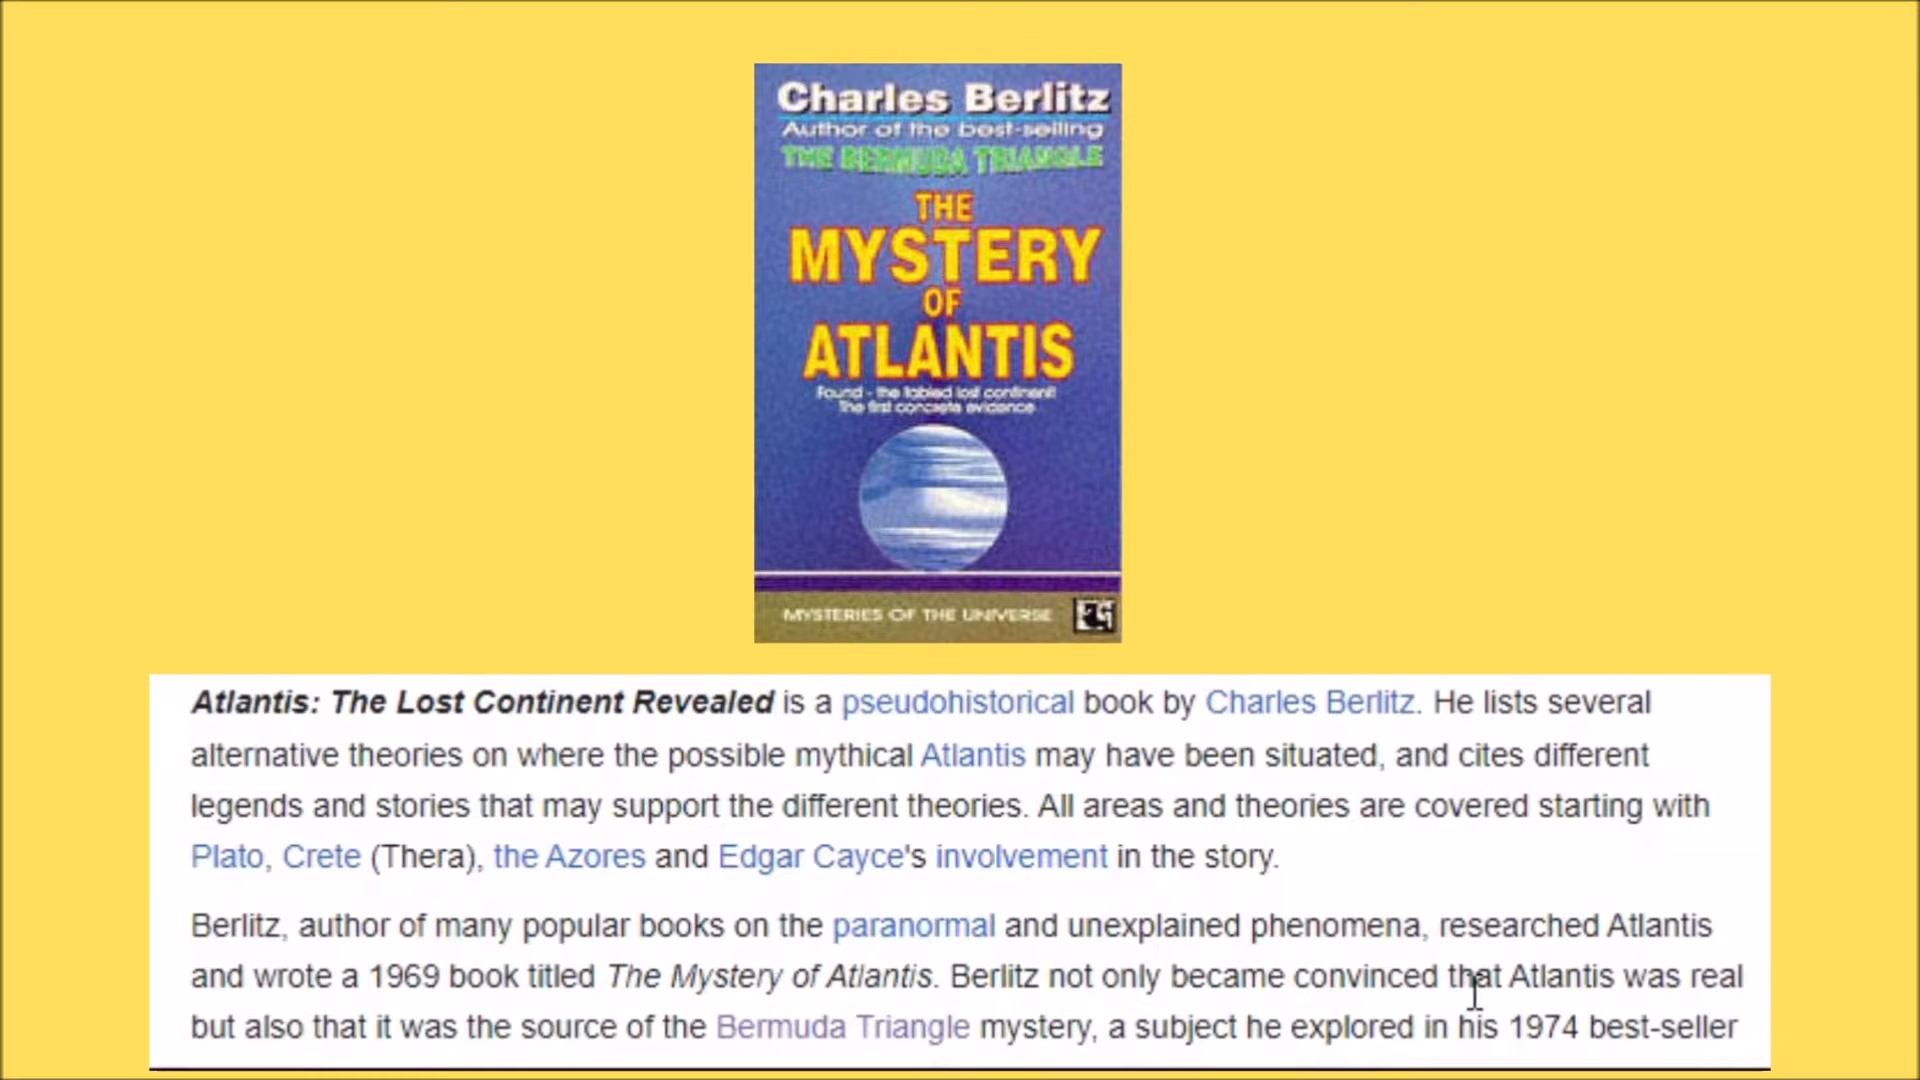 Charles Berlitz
Author of the best-selling
THE BERMUDA TRIANGLE
THE
MYSTERY
OF
ATLANTIS
Found - the fabled lost continent!
The first concrete evidence
MYSTERIES OF THE UNIVERSE
Atlantis: The Lost Continent Revealed is a pseudohistorical book by Charles Berlitz. He lists several
alternative theories on where the possible mythical Atlantis may have been situated, and cites different
legends and stories that may support the different theories. All areas and theories are covered starting with
Plato, Crete (Thera), the Azores and Edgar Cayce's involvement in the story.
Berlitz, author of many popular books on the paranormal and unexplained phenomena, researched Atlantis
and wrote a 1969 book titled The Mystery of Atlantis. Berlitz not only became convinced that Atlantis was real
but also that it was the source of the Bermuda Triangle mystery, a subject he explored in his 1974 best-seller